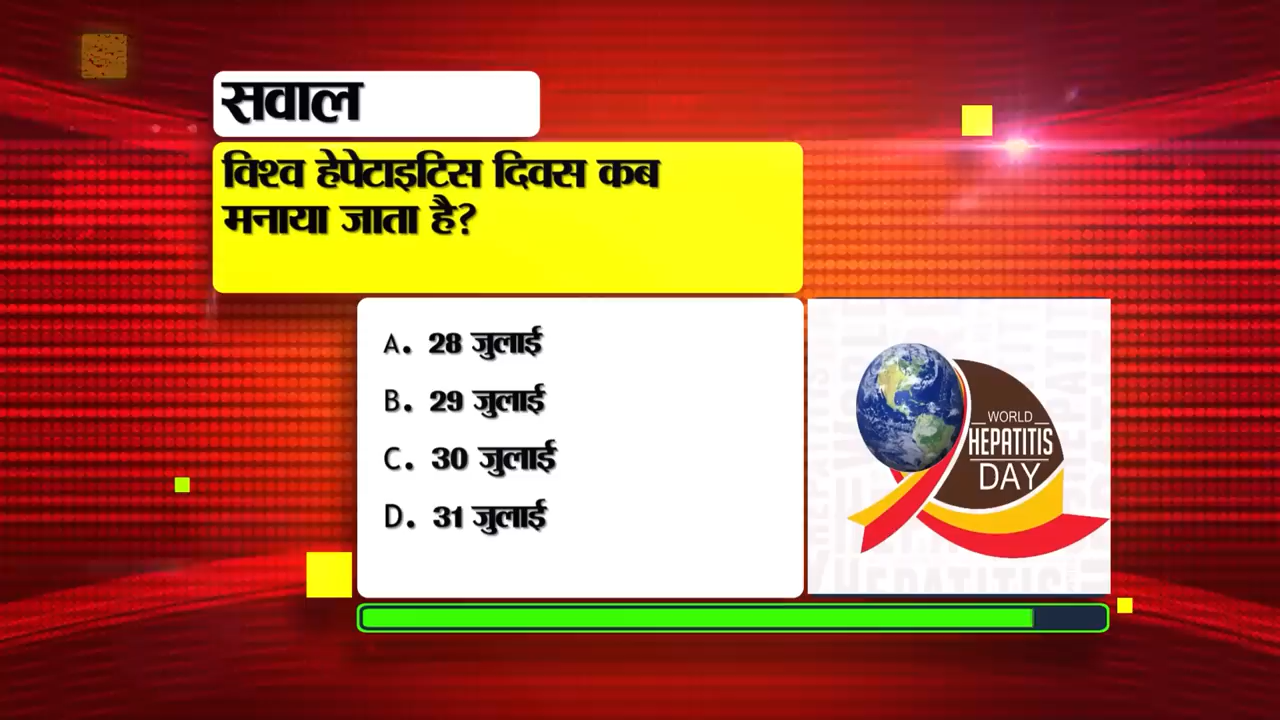 सवाल
विश्व हेपेटाइटिस दिवस कब
मनाया जाता है?
A. 28 जुलाई
B. 29 जुलाई
C. 30 जुलाई
D. 31 जुलाई
WORLD
HEPATITIS
DAY